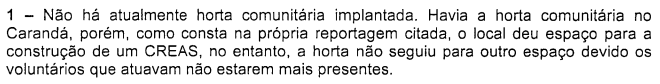 1 – Não há atualmente horta comunitária implantada. Havia a horta comunitária no
Carandá, porém, como consta na própria reportagem citada, o local deu espaço para a
construção de um CREAS, no entanto, a horta não seguiu para outro espaço devido os
voluntários que atuavam não estarem mais presentes.